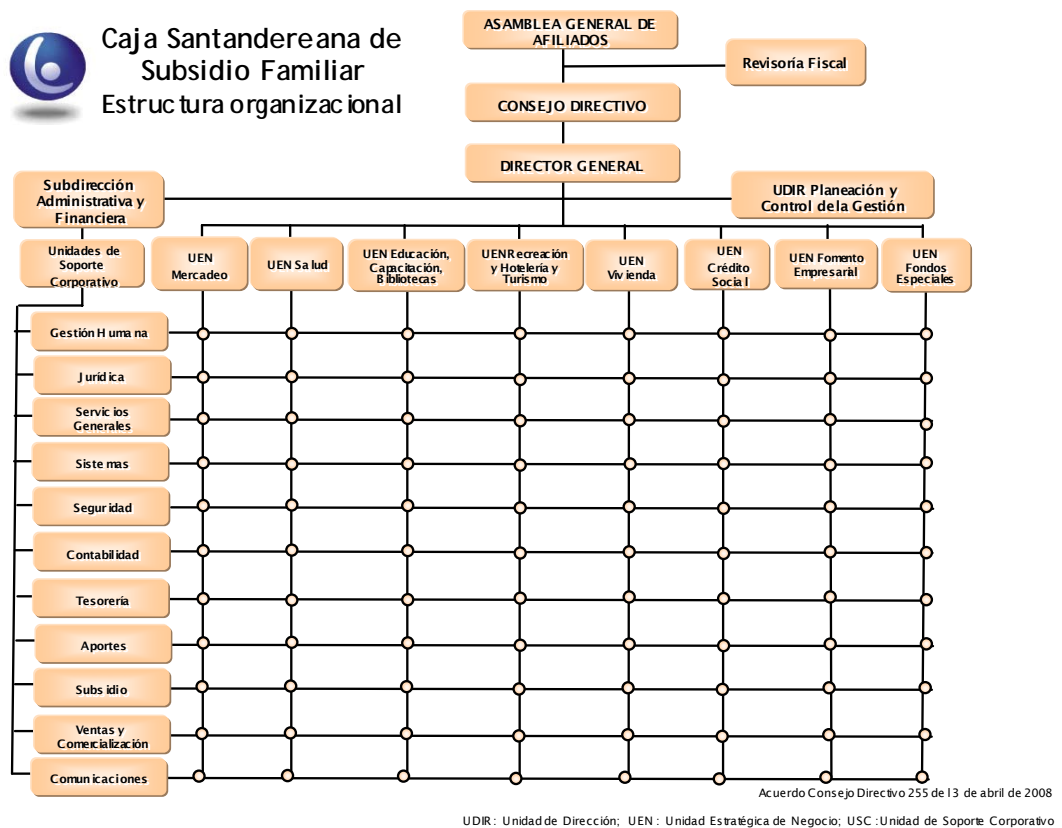 Caja Santandereana de
Subsidio Familiar
Estructura organizacional
ASAMBLEA GENERAL DE
AFILIADOS
Revisoría Fiscal
CONSEJO DIRECTIVO
DIRECTOR GENERAL
Subdirección
Administrativa y
Financiera
UDIR Planeación y
Control de la Gestión
Unidades de
Soporte
Corporativo
UEN
Mercadeo
UEN Salud
UEN Educación,
Capacitación,
Bibliotecas
UEN Recreación
y Hotelería y
Turismo
UEN
Vivienda
UEN
Crédito
Social
UEN Fomento
Empresarial
UEN
Fondos
Especiales
Gestión Humana
Jurídica
Servicios
Generales
Sistemas
Seguridad
Contabilidad
Tesorería
Aportes
Subsidio
Ventas y
Comercialización
Comunicaciones
Acuerdo Consejo Directivo 255 del 3 de abril de 2008
UDIR: Unidad de Dirección; UEN: Unidad Estratégica de Negocio; USC: Unidad de Soporte Corporativo